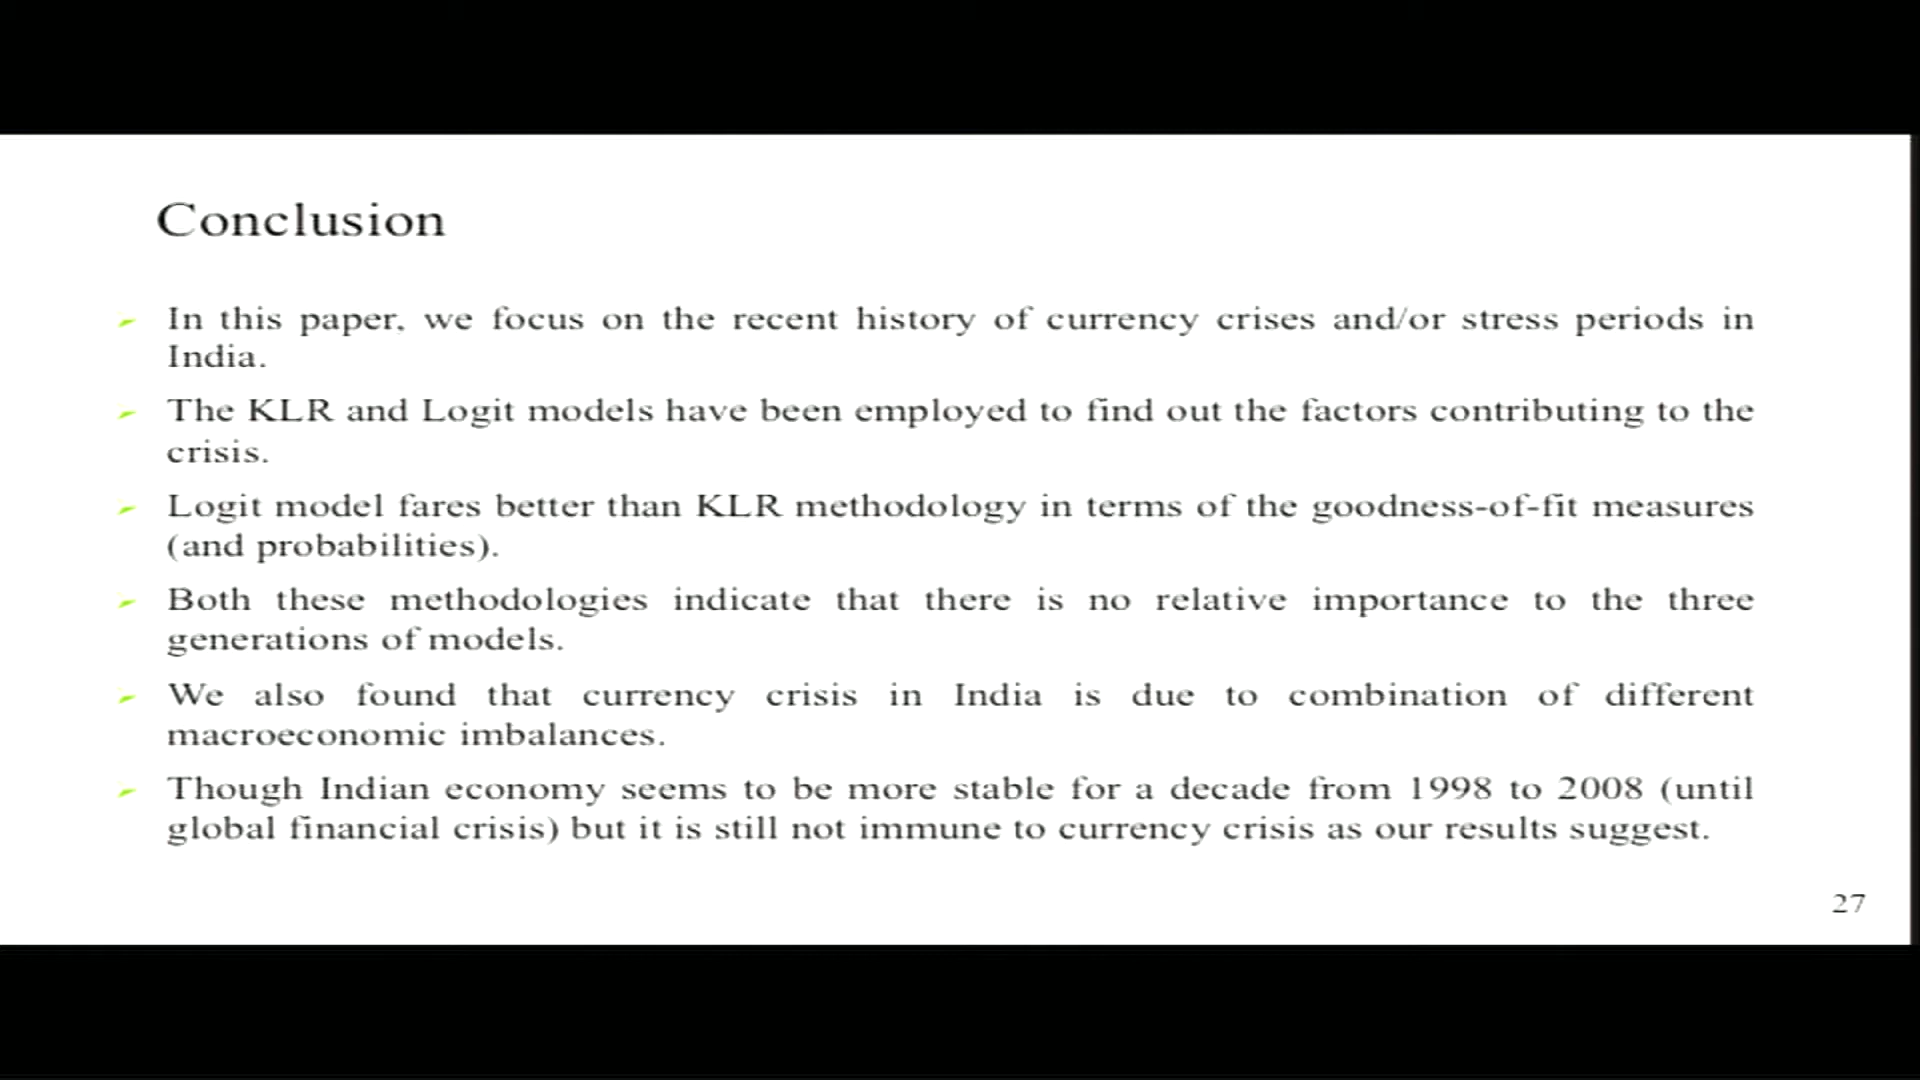 Conclusion
In this paper, we focus on the recent history of currency crises and/or stress periods in
India.
The KLR and Logit models have been employed to find out the factors contributing to the
crisis.
Logit model fares better than KLR methodology in terms of the goodness-of-fit measures
(and probabilities).
Both these methodologies indicate that there is no relative importance to the three
generations of models.
We also found that currency crisis in India is due to combination of different
macroeconomic imbalances.
Though Indian economy seems to be more stable for a decade from 1998 to 2008 (until
global financial crisis) but it is still not immune to currency crisis as our results suggest.
27